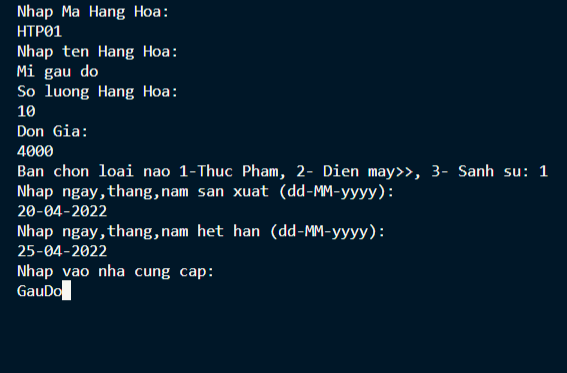 Nhap Ma Hang Hoa:
HTP01
Nhap ten Hang Hoa:
Mi gau do
So luong Hang Hoa:
10
Don Gia:
4000
Ban chon loai nao 1-Thuc Pham, 2- Dien may>>, 3- Sanh su: 1
Nhap ngay,thang,nam san xuat (dd-MM-yyyy):
20-04-2022
Nhap ngay,thang,nam het han (dd-MM-yyyy):
25-04-2022
Nhap vao nha cung cap:
GauDo